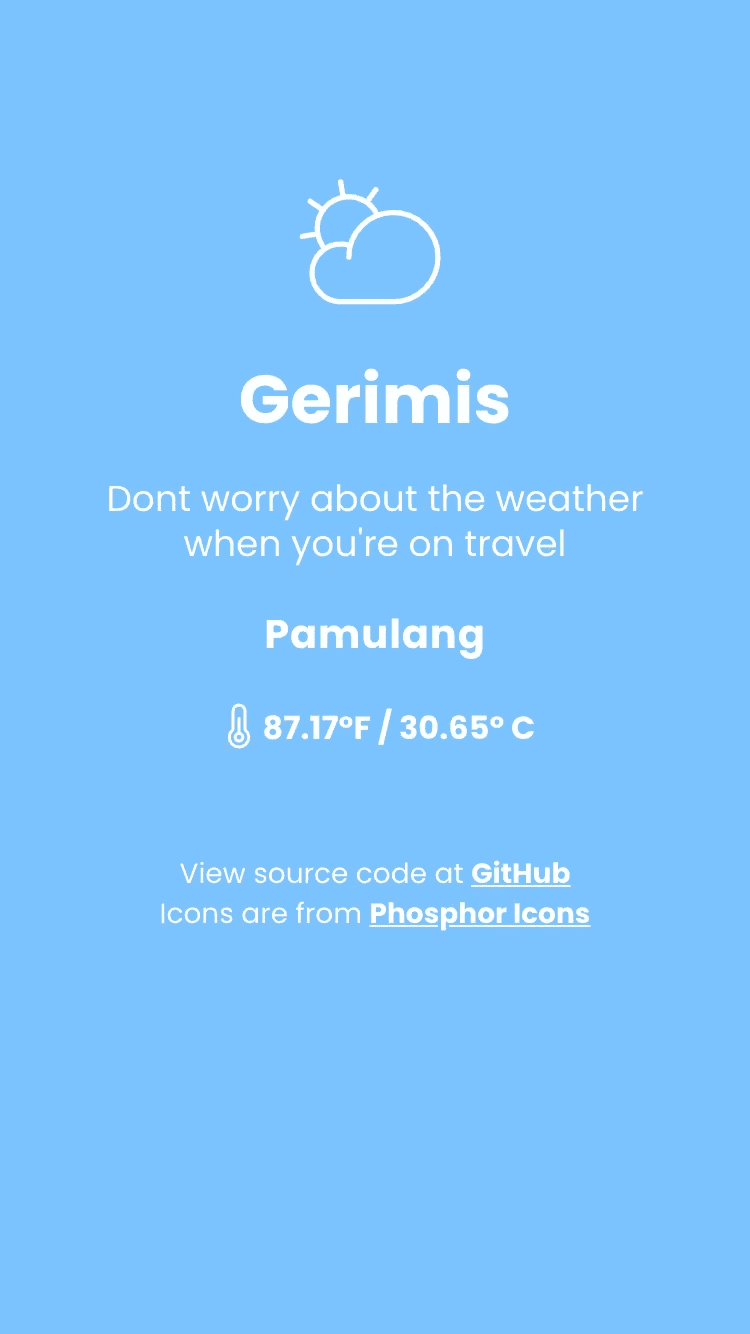 Gerimis
Dont worry about the weather
when you're on travel
Pamulang
87.17°F / 30.65° C
View source code at GitHub
Icons are from Phosphor Icons